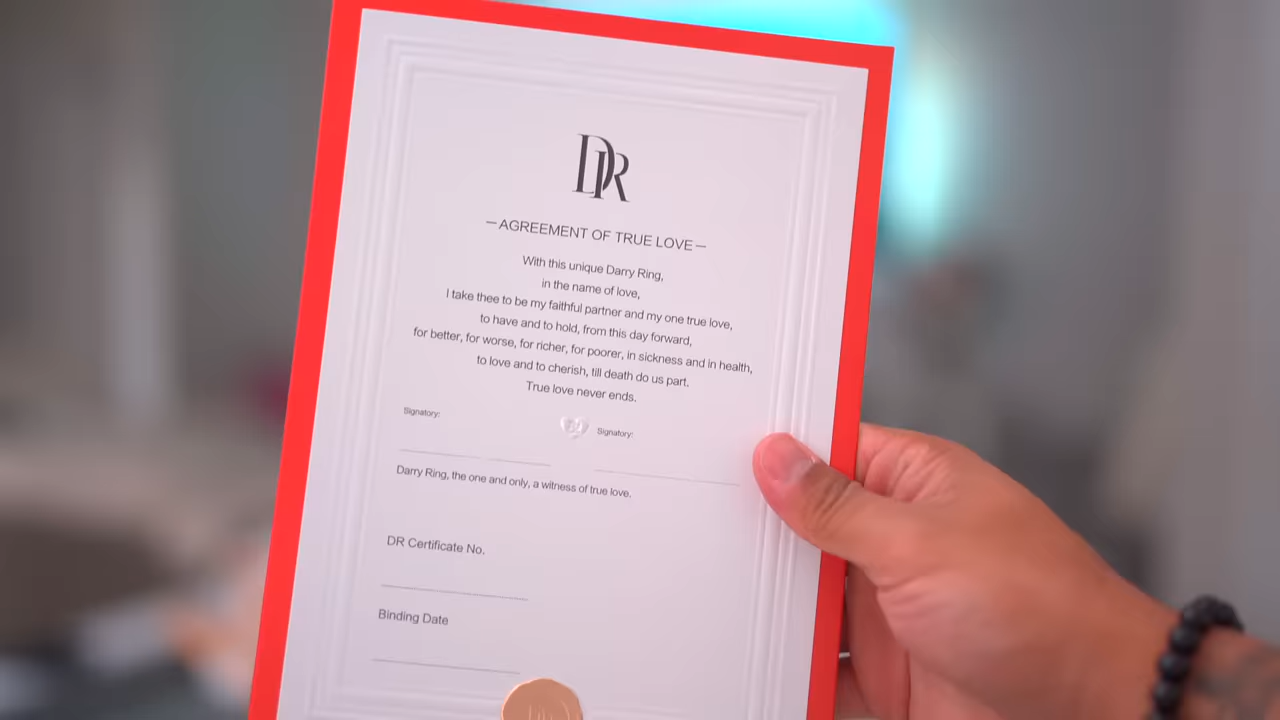 DR
—AGREEMENT OF TRUE LOVE—
With this unique Darry Ring,
in the name of love,
I take thee to be my faithful partner and my one true love,
to have and to hold, from this day forward,
for better, for worse, for richer, for poorer, in sickness and in health,
to love and to cherish, till death do us part.
True love never ends.
Signatory:
Signatory:
Darry Ring, the one and only, a witness of true love.
DR Certificate No.
Binding Date